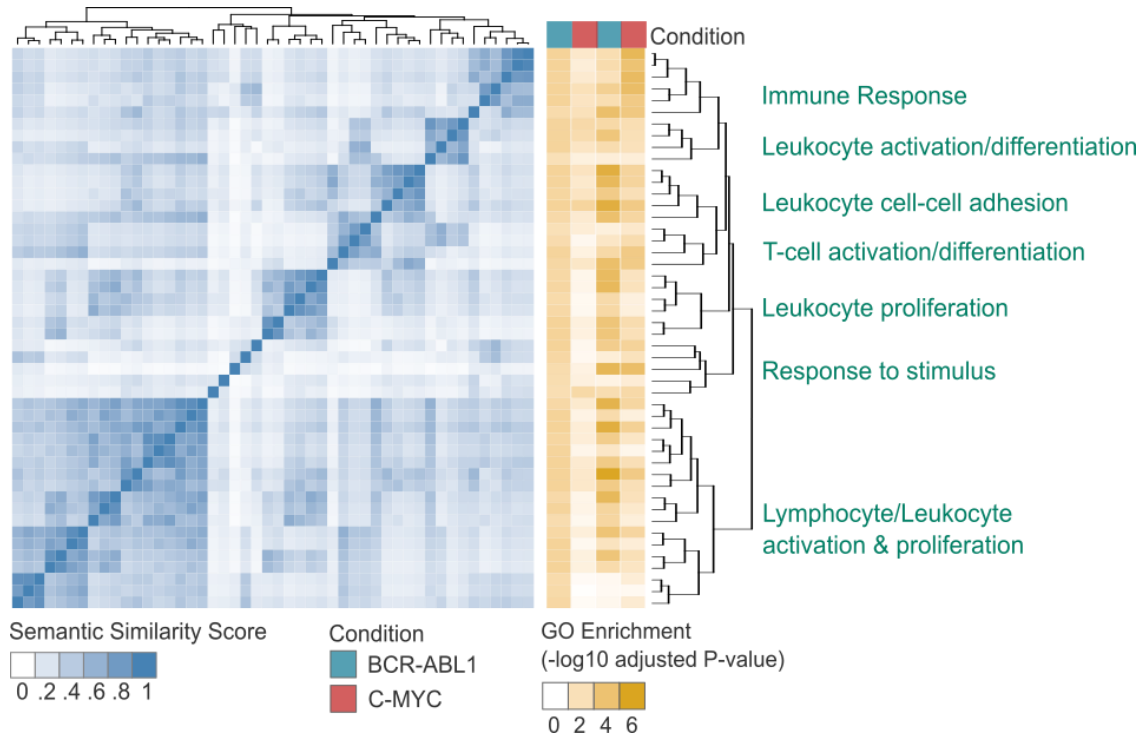 Condition
Immune Response
Leukocyte activation/differentiation
Leukocyte cell-cell adhesion
T-cell activation/differentiation
Leukocyte proliferation
Response to stimulus
Lymphocyte/Leukocyte
activation & proliferation
Semantic Similarity Score
0 .2 .4 .6 .8 1
Condition
BCR-ABL1
C-MYC
GO Enrichment
(-log10 adjusted P-value)
0 2 4 6